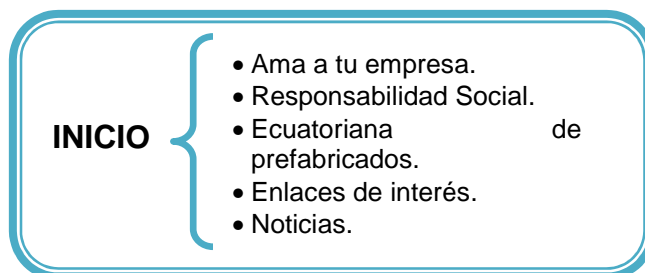 INICIO
• Ama a tu empresa.
• Responsabilidad Social.
• Ecuatoriana de
prefabricados.
• Enlaces de interés.
• Noticias.